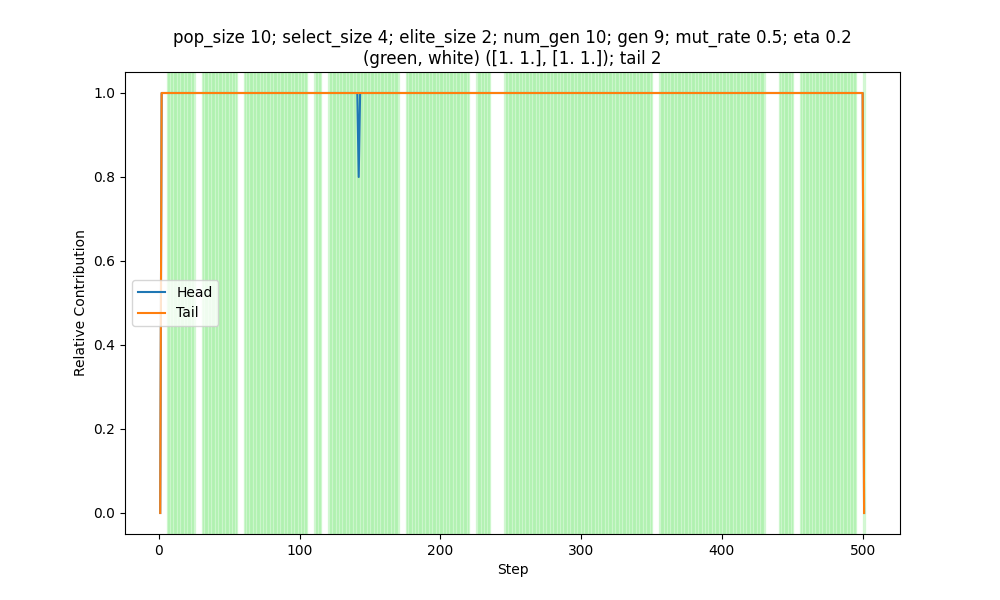 pop_size 10; select_size 4; elite_size 2; num_gen 10; gen 9; mut_rate 0.5; eta 0.2
(green, white) ([1. 1.], [1. 1.]); tail 2
1.0
0.8
0.6
0.4
0.2
0.0
Relative Contribution
Head
Tail
0
100
200
300
400
500
Step